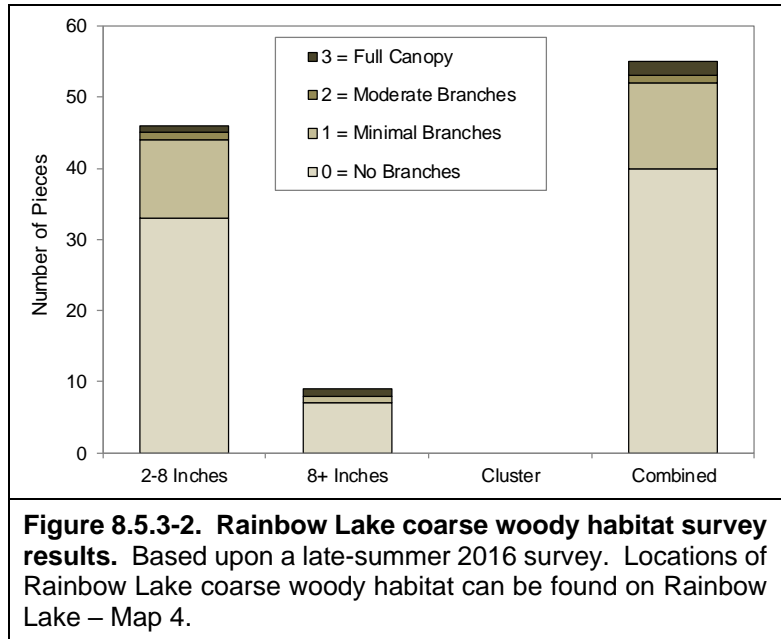 60
50
40
30
20
10
0
Number of Pieces
3 = Full Canopy
2 = Moderate Branches
1 = Minimal Branches
0 = No Branches
2-8 Inches 8+ Inches Cluster Combined
Figure 8.5.3-2. Rainbow Lake coarse woody habitat survey
results. Based upon a late-summer 2016 survey. Locations of
Rainbow Lake coarse woody habitat can be found on Rainbow
Lake – Map 4.